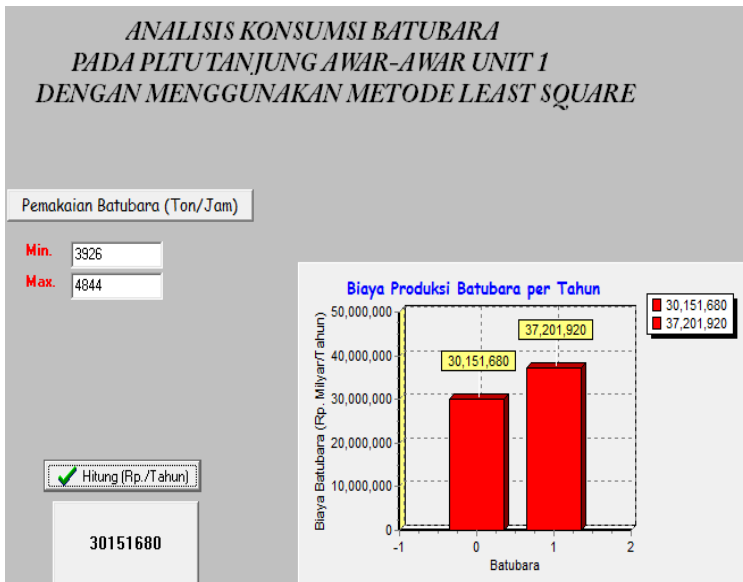 ANALISIS KONSUMSI BATUBARA
PADA PLTU TANJUNG AWAR-AWAR UNIT 1
DENGAN MENGGUNAKAN METODE LEAST SQUARE
Pemakaian Batubara (Ton/Jam)
Min. 3926
Max. 4844
Biaya Produksi Batubara per Tahun
30,151,680
37,201,920
Biaya Batubara (Rp. Milyar/Tahun)
50,000,000
40,000,000
30,000,000
20,000,000
10,000,000
0
37,201,920
30,151,680
-1 0 1 2
Batubara
Hitung (Rp./Tahun)
30151680